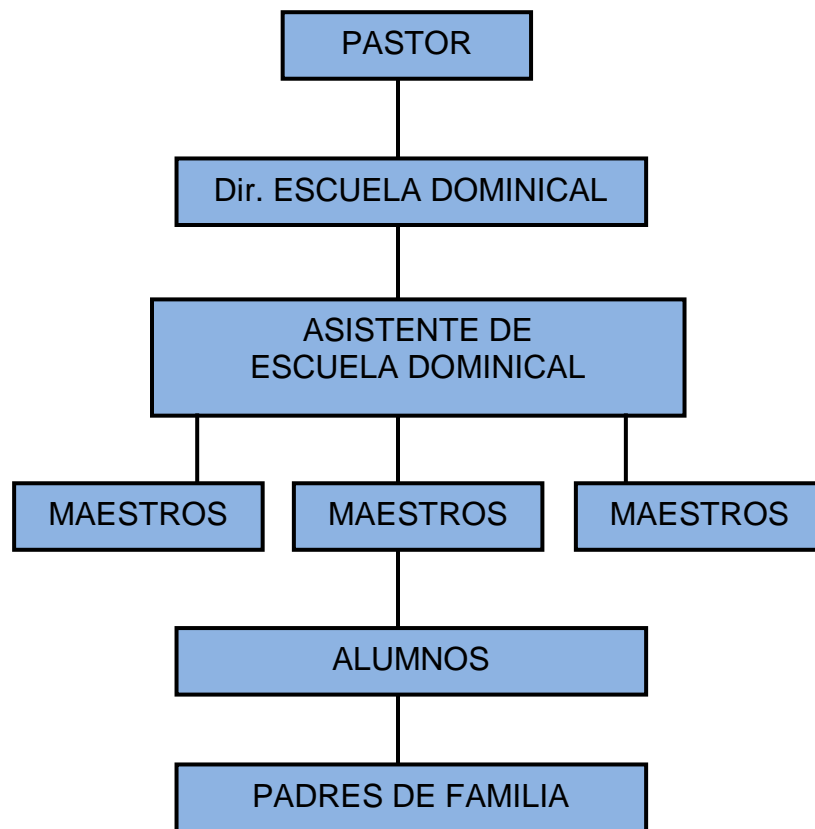 PASTOR
Dir. ESCUELA DOMINICAL
ASISTENTE DE
ESCUELA DOMINICAL
MAESTROS
MAESTROS
MAESTROS
ALUMNOS
PADRES DE FAMILIA